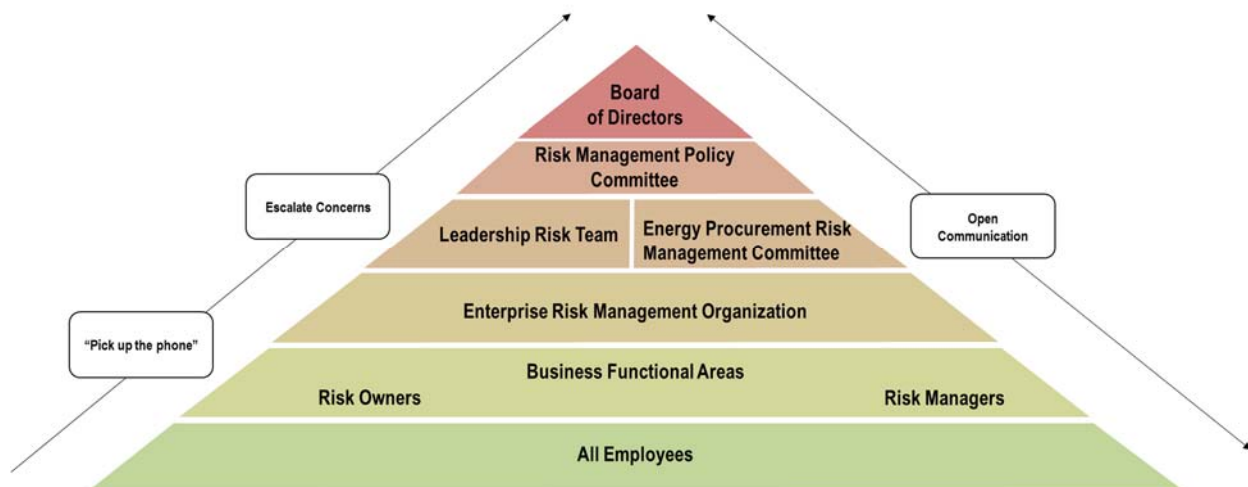 Board
of Directors
Risk Management Policy
Committee
Escalate Concerns
Leadership Risk Team
Energy Procurement Risk
Management Committee
Open
Communication
Enterprise Risk Management Organization
“Pick up the phone”
Business Functional Areas
Risk Owners
Risk Managers
All Employees